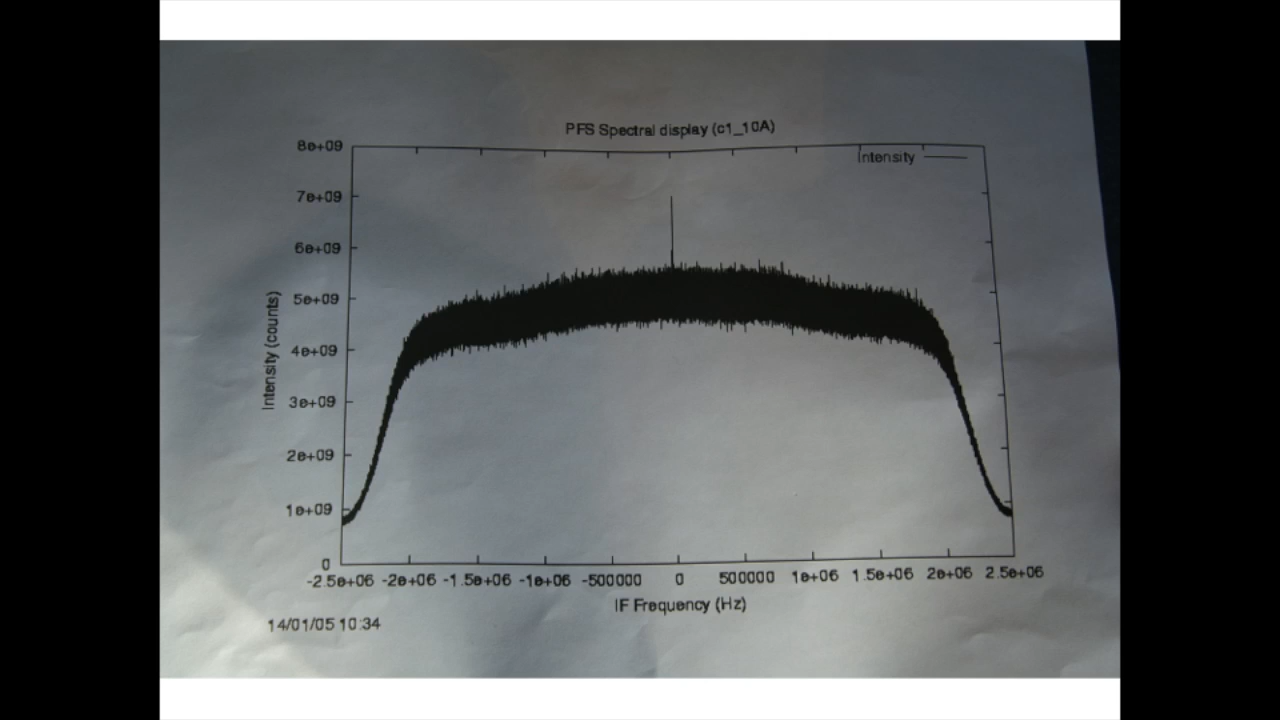 PFS Spectral display (c1_10A)
8e+09
Intensity
7e+09
6e+09
5e+09
4e+09
3e+09
2e+09
1e+09
0
Intensity (counts)
-2.5e+06 -2e+06 -1.5e+06 -1e+06 -500000 0 500000 1e+06 1.5e+06 2e+06 2.5e+06
IF Frequency (Hz)
14/01/05 10:34